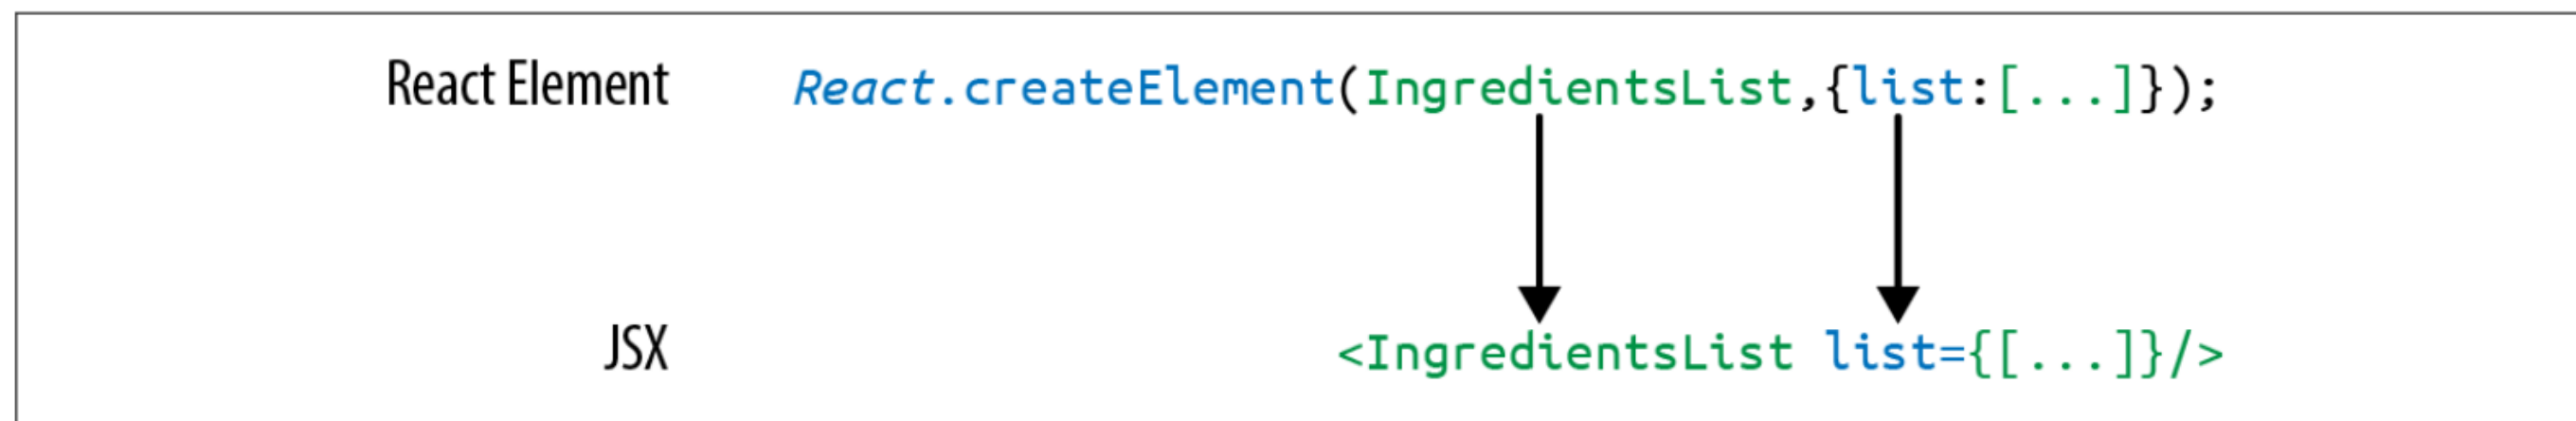 React Element React.createElement(IngredientsList,{list:[...]});
JSX <IngredientsList list={[...]}/>